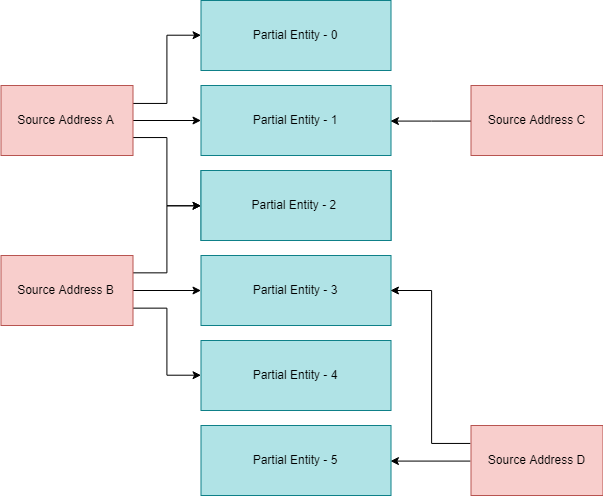 Partial Entity - 0
Source Address A
Partial Entity - 1
Source Address C
Partial Entity - 2
Source Address B
Partial Entity - 3
Partial Entity - 4
Partial Entity - 5
Source Address D